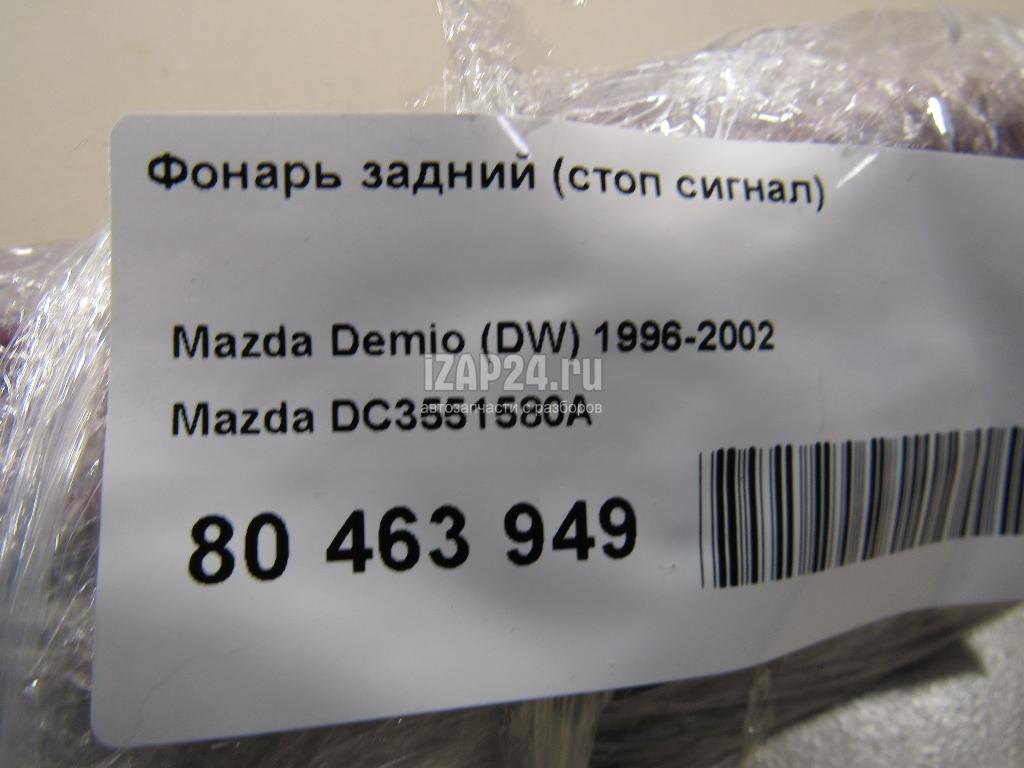 Фонарь задний (стоп сигнал)
Mazda Demio (DW) 1996-2002
iZAP24.ru
автозапчасти с разборов
Mazda DC3551580A
80 463 949